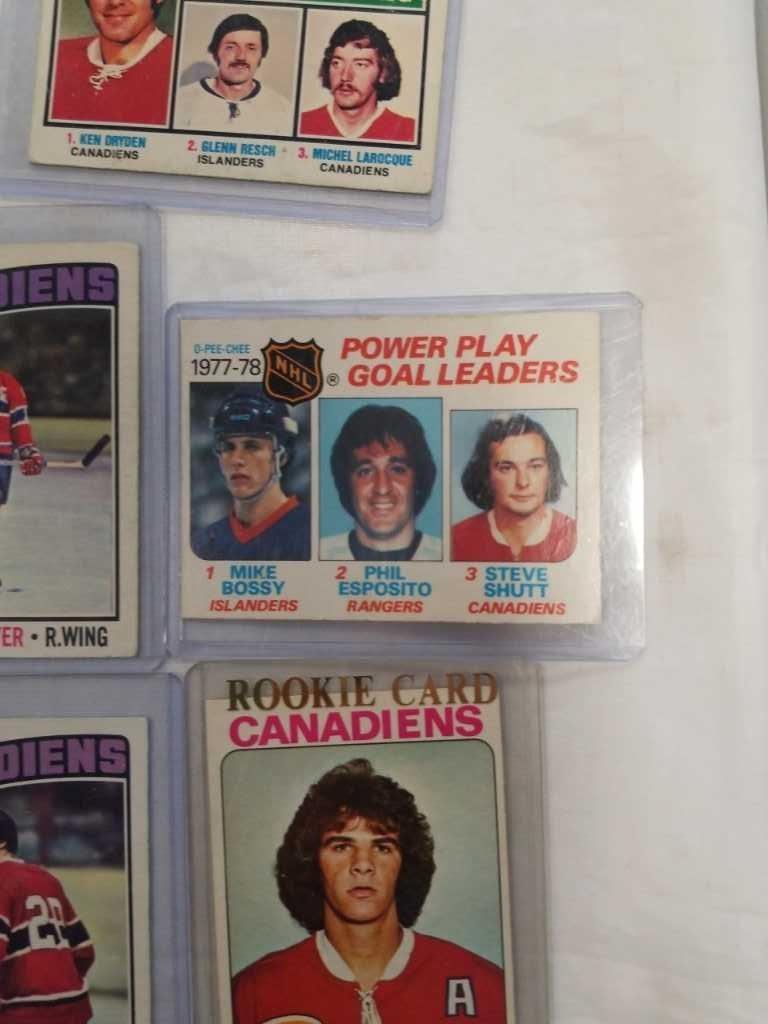 1. KEN DRYDEN
CANADIENS
2. GLENN RESCH
ISLANDERS
3. MICHEL LAROCQUE
CANADIENS
DIENS
ER • R.WING
O-PEE-CHEE
1977-78
NHL
®
POWER PLAY
GOAL LEADERS
1 MIKE
BOSSY
ISLANDERS
2 PHIL
ESPOSITO
RANGERS
3 STEVE
SHUTT
CANADIENS
DIENS
ROOKIE CARD
CANADIENS
A